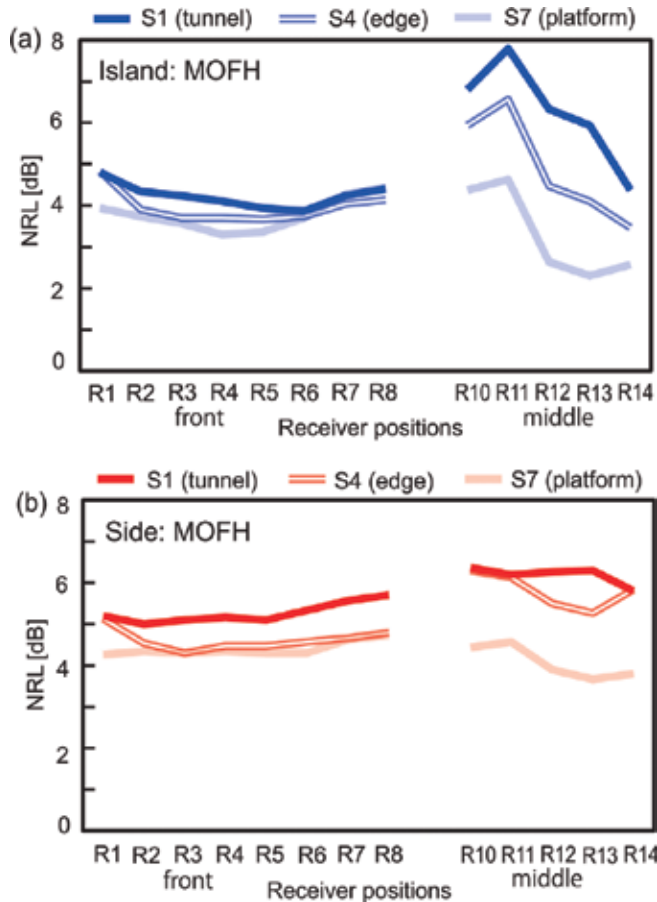 S1 (tunnel) S4 (edge) S7 (platform)
(a)
Island: MOFH
NRL [dB]
8
6
4
2
0
R1 R2 R3 R4 R5 R6 R7 R8 R10 R11 R12 R13 R14
front middle
Receiver positions
S1 (tunnel) S4 (edge) S7 (platform)
(b)
Side: MOFH
NRL [dB]
8
6
4
2
0
R1 R2 R3 R4 R5 R6 R7 R8 R10 R11 R12 R13 R14
front middle
Receiver positions